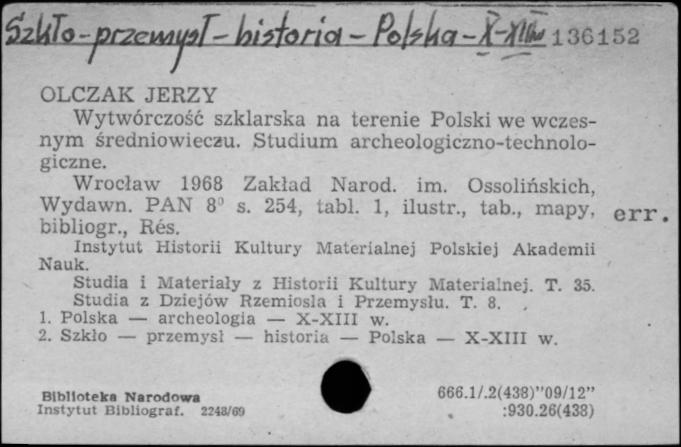 Szkło-przemysł-historia-Polska-X-XIIIw 136152
OLCZAK JERZY
Wytwórczość szklarska na terenie Polski we wczes-
nym średniowieczu. Studium archeologiczno-technolo-
giczne.
Wrocław 1968 Zakład Narod. im. Ossolińskich,
Wydawn. PAN 8⁰ s. 254, tabl. 1, ilustr., tab., mapy, err.
bibliogr., Rés.
Instytut Historii Kultury Materialnej Polskiej Akademii
Nauk.
Studia i Materiały z Historii Kultury Materialnej. T. 35.
Studia z Dziejów Rzemiosła i Przemysłu. T. 8.
1. Polska — archeologia — X-XIII w.
2. Szkło — przemysł — historia — Polska — X-XIII w.
Biblioteka Narodowa 666.1/.2(438)"09/12"
Instytut Bibliograf. 2248/69 :930.26(438)